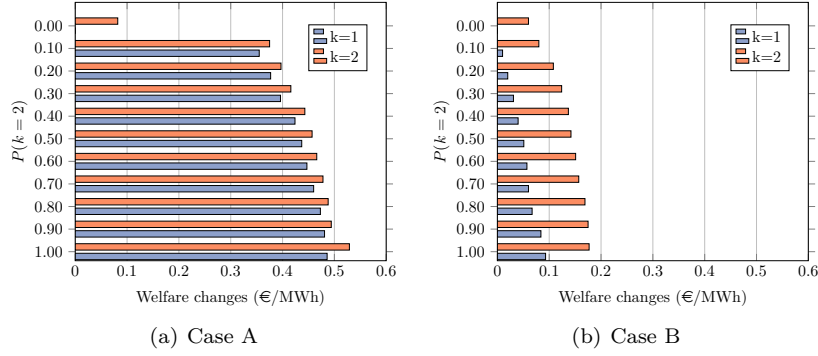 0.00
0.10
0.20
0.30
0.40
0.50
0.60
0.70
0.80
0.90
1.00
P(k = 2)
k=1
k=2
0 0.1 0.2 0.3 0.4 0.5 0.6
Welfare changes (€/MWh)
(a) Case A
0.00
0.10
0.20
0.30
0.40
0.50
0.60
0.70
0.80
0.90
1.00
P(k = 2)
k=1
k=2
0 0.1 0.2 0.3 0.4 0.5 0.6
Welfare changes (€/MWh)
(b) Case B